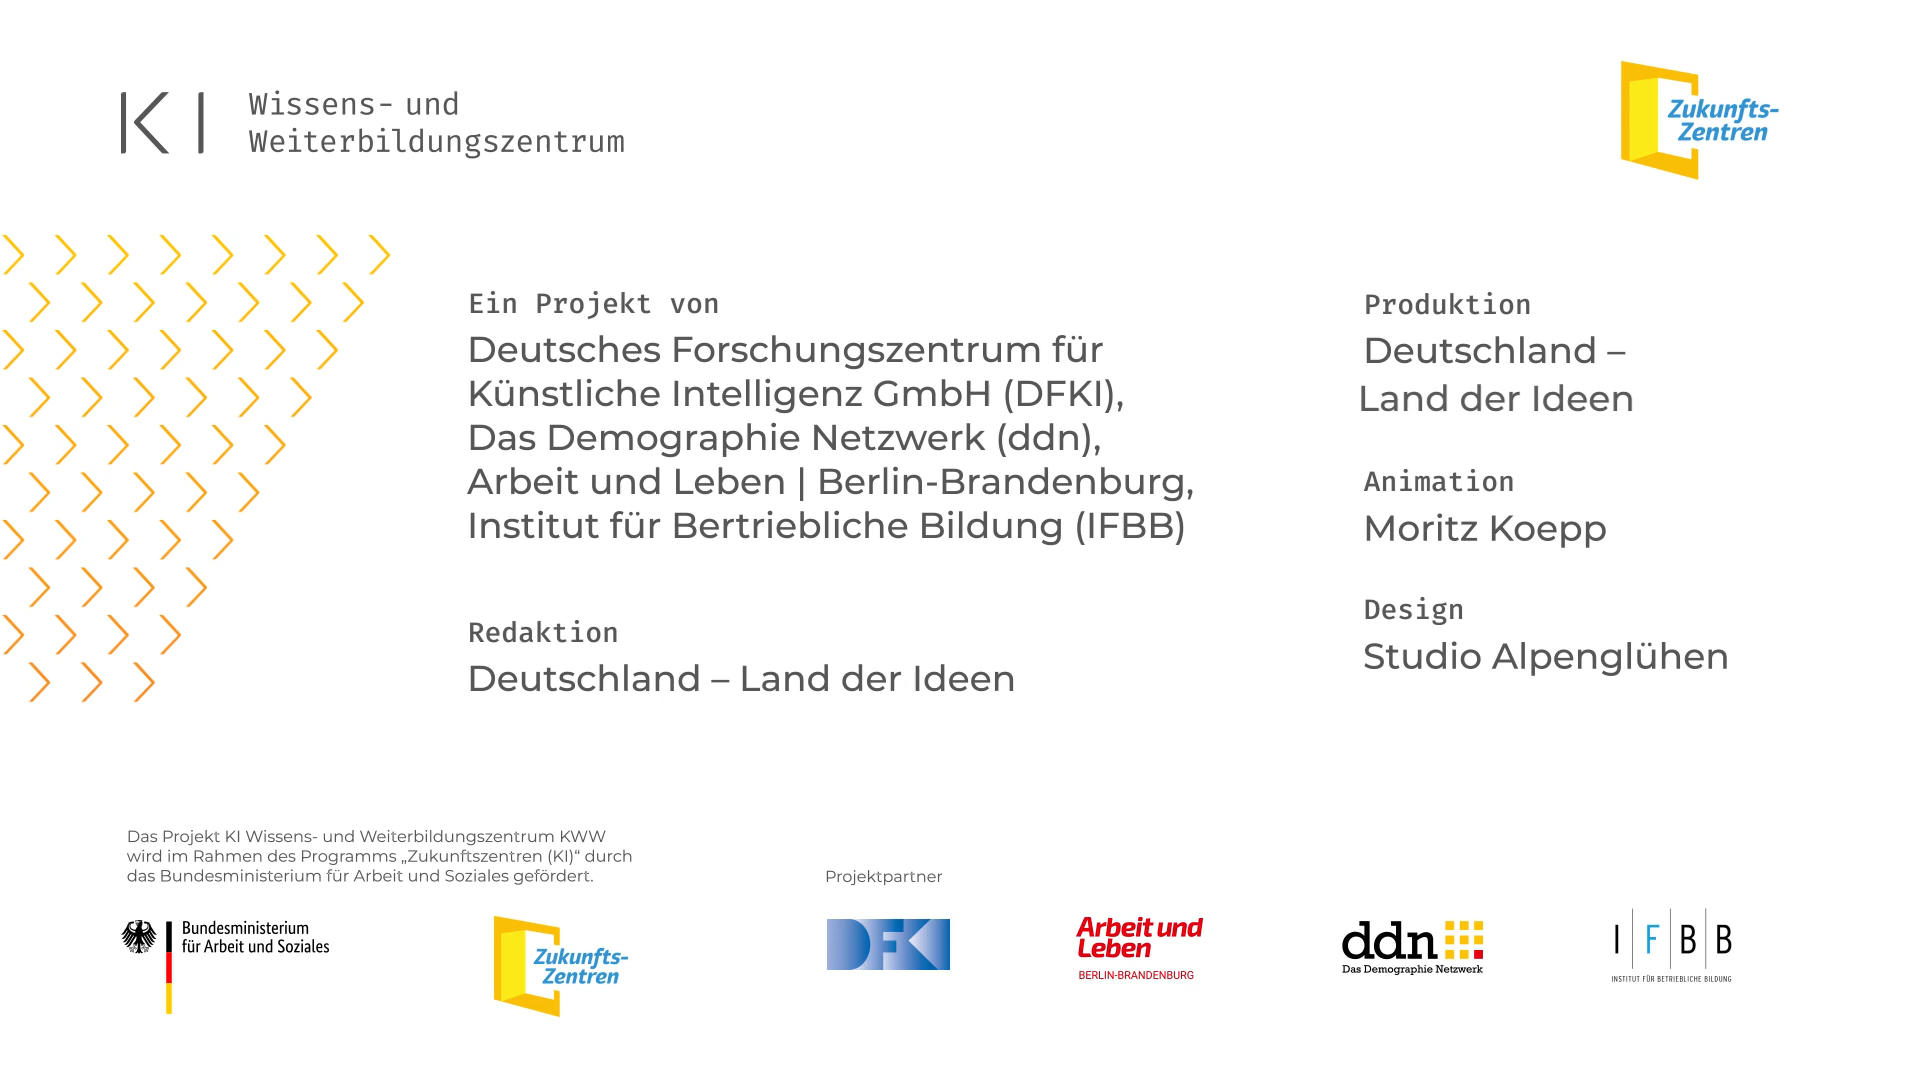 KI Wissens- und
Weiterbildungszentrum
Zukunfts-
Zentren
Ein Projekt von
Deutsches Forschungszentrum für
Künstliche Intelligenz GmbH (DFKI),
Das Demographie Netzwerk (ddn),
Arbeit und Leben | Berlin-Brandenburg,
Institut für Bertriebliche Bildung (IFBB)
Redaktion
Deutschland – Land der Ideen
Produktion
Deutschland –
Land der Ideen
Animation
Moritz Koepp
Design
Studio Alpenglühen
Das Projekt KI Wissens- und Weiterbildungszentrum KWW
wird im Rahmen des Programms „Zukunftszentren (KI)“ durch
das Bundesministerium für Arbeit und Soziales gefördert.
Bundesministerium
für Arbeit und Soziales
Zukunfts-
Zentren
Projektpartner
DFK
Arbeit und
Leben
BERLIN-BRANDENBURG
ddn
Das Demographie Netzwerk
I F B B
INSTITUT FÜR BETRIEBLICHE BILDUNG